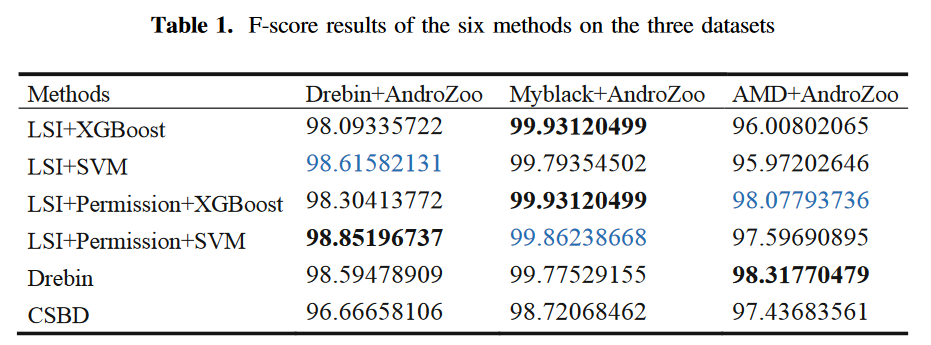 Table 1. F-score results of the six methods on the three datasets
Methods Drebin+AndroZoo Myblack+AndroZoo AMD+AndroZoo
LSI+XGBoost 98.09335722 99.93120499 96.00802065
LSI+SVM 98.61582131 99.79354502 95.97202646
LSI+Permission+XGBoost 98.30413772 99.93120499 98.07793736
LSI+Permission+SVM 98.85196737 99.86238668 97.59690895
Drebin 98.59478909 99.77529155 98.31770479
CSBD 96.66658106 98.72068462 97.43683561